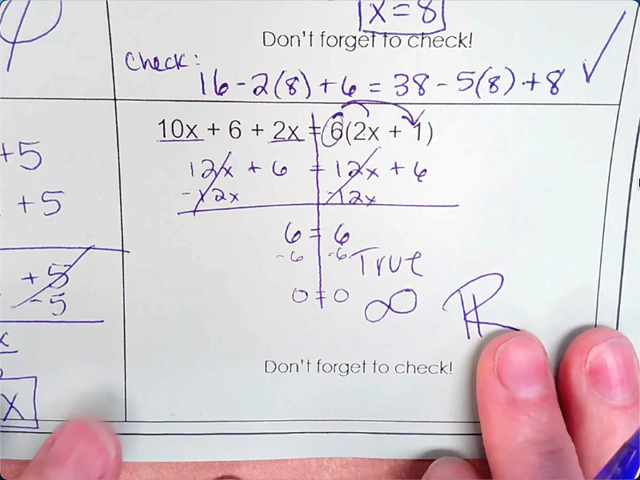 x = 8
Don't forget to check!
Check:
16 - 2(8) + 6 = 38 - 5(8) + 8
10x + 6 + 2x = 6(2x + 1)
+5
12x + 6 = 12x + 6
-12x -12x
+5
6 = 6
-6 -6 True
+5
-5
0 = 0 ∞ ℝ
x
Don't forget to check!
x